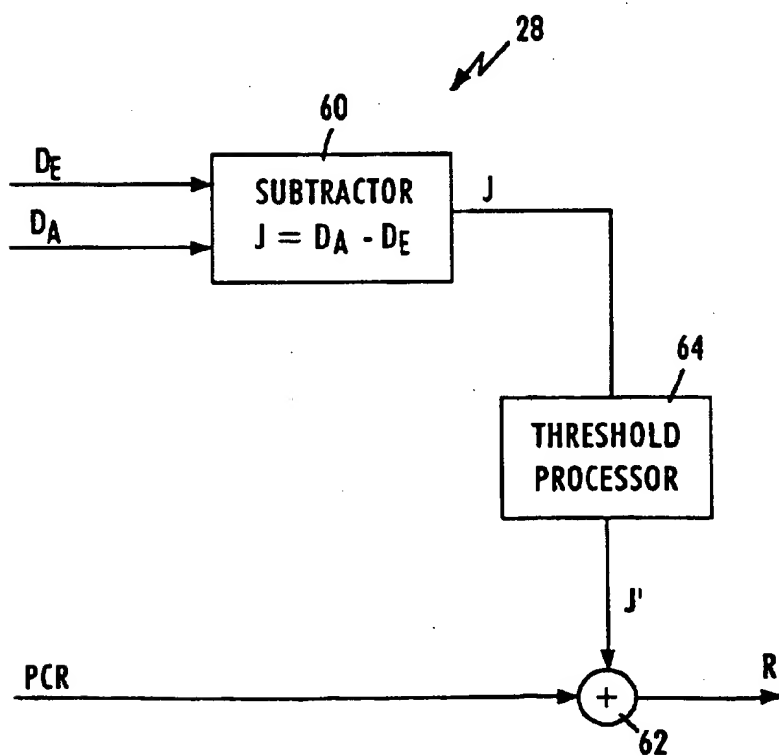 28
60
DE
DA
SUBTRACTOR
J = DA - DE
J
64
THRESHOLD
PROCESSOR
J'
PCR
+
R
62